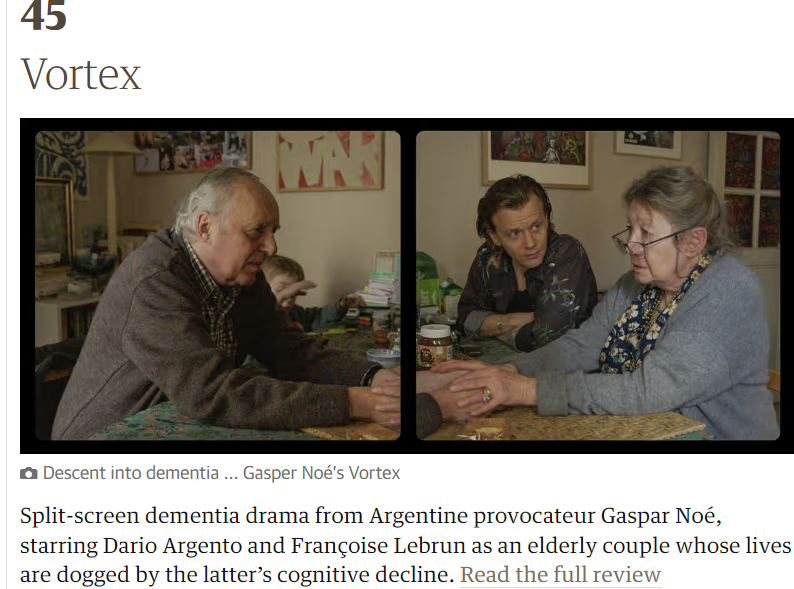 45
Vortex
WAR
Descent into dementia ... Gasper Noé's Vortex
Split-screen dementia drama from Argentine provocateur Gaspar Noé,
starring Dario Argento and Françoise Lebrun as an elderly couple whose lives
are dogged by the latter's cognitive decline. Read the full review